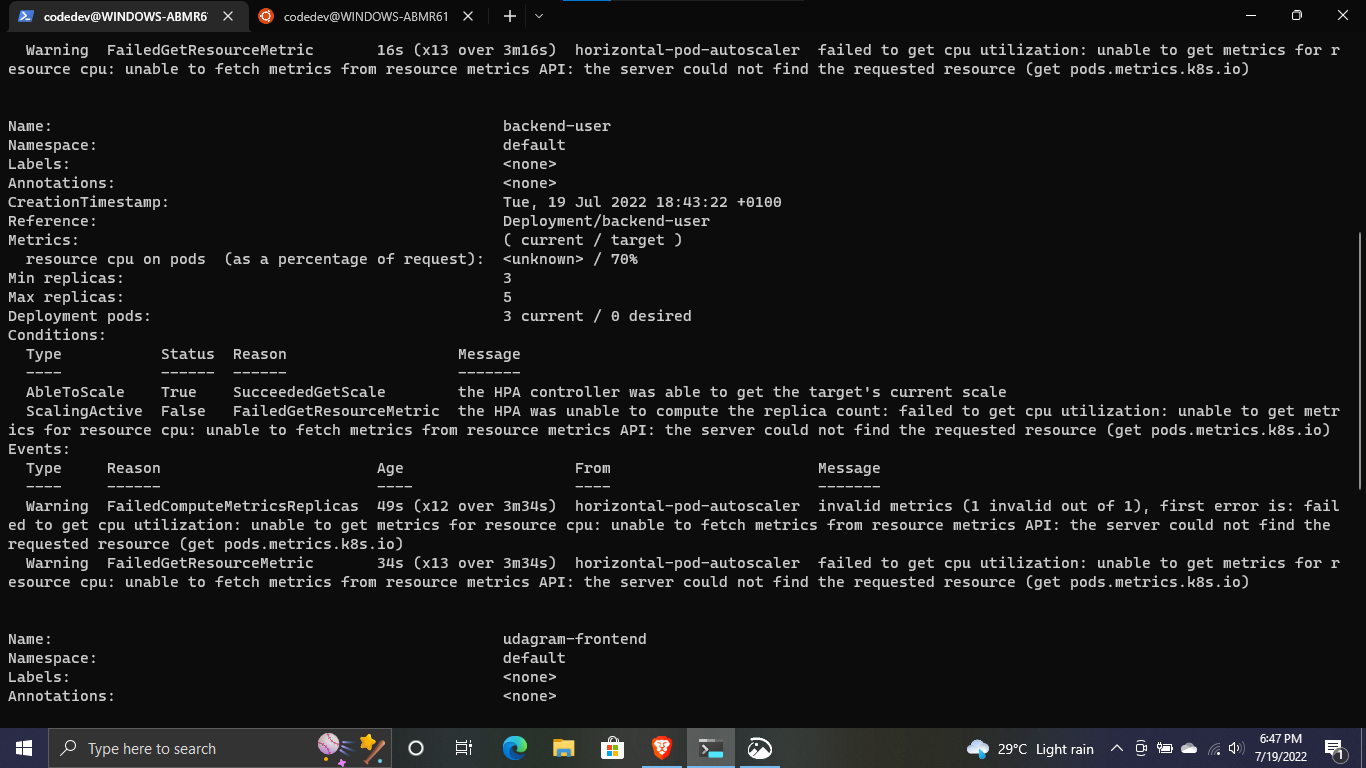 codedev@WINDOWS-ABMR6
codedev@WINDOWS-ABMR61
  Warning  FailedGetResourceMetric       16s (x13 over 3m16s)  horizontal-pod-autoscaler  failed to get cpu utilization: unable to get metrics for r
esource cpu: unable to fetch metrics from resource metrics API: the server could not find the requested resource (get pods.metrics.k8s.io)
Name:                                                  backend-user
Namespace:                                             default
Labels:                                                <none>
Annotations:                                           <none>
CreationTimestamp:                                     Tue, 19 Jul 2022 18:43:22 +0100
Reference:                                             Deployment/backend-user
Metrics:                                               ( current / target )
  resource cpu on pods  (as a percentage of request):  <unknown> / 70%
Min replicas:                                          3
Max replicas:                                          5
Deployment pods:                                       3 current / 0 desired
Conditions:
  Type           Status  Reason                   Message
  ----           ------  ------                   -------
  AbleToScale    True    SucceededGetScale        the HPA controller was able to get the target's current scale
  ScalingActive  False   FailedGetResourceMetric  the HPA was unable to compute the replica count: failed to get cpu utilization: unable to get metr
ics for resource cpu: unable to fetch metrics from resource metrics API: the server could not find the requested resource (get pods.metrics.k8s.io)
Events:
  Type     Reason                        Age                   From                       Message
  ----     ------                        ----                  ----                       -------
  Warning  FailedComputeMetricsReplicas  49s (x12 over 3m34s)  horizontal-pod-autoscaler  invalid metrics (1 invalid out of 1), first error is: fail
ed to get cpu utilization: unable to get metrics for resource cpu: unable to fetch metrics from resource metrics API: the server could not find the
requested resource (get pods.metrics.k8s.io)
  Warning  FailedGetResourceMetric       34s (x13 over 3m34s)  horizontal-pod-autoscaler  failed to get cpu utilization: unable to get metrics for r
esource cpu: unable to fetch metrics from resource metrics API: the server could not find the requested resource (get pods.metrics.k8s.io)
Name:                                                  udagram-frontend
Namespace:                                             default
Labels:                                                <none>
Annotations:                                           <none>
Type here to search
29°C Light rain
6:47 PM
7/19/2022
1